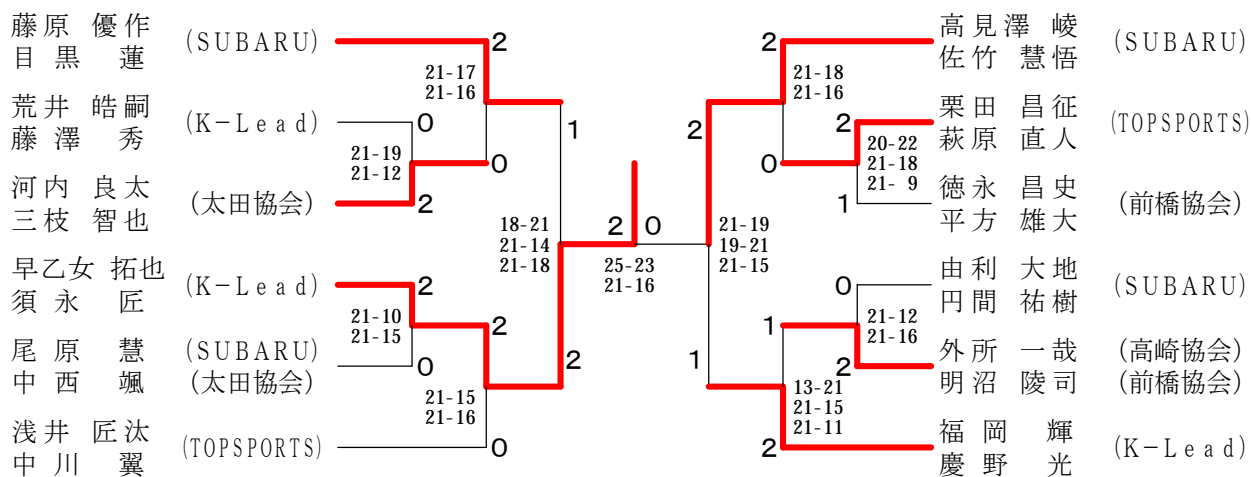 藤原 優作
目黒 蓮
(SUBARU)
2
21-17
21-16
荒井 皓嗣
藤澤 秀
(K-Lead)
0
21-19
21-12
0
河内 良太
三枝 智也
(太田協会)
2
1
18-21
21-14
21-18
早乙女 拓也
須永 匠
(K-Lead)
2
21-10
21-15
2
尾原 慧
中西 颯
(SUBARU)
(太田協会)
0
2
21-15
21-16
浅井 匠汰
中川 翼
(TOPSPORTS)
0
2 0
25-23
21-16
高見澤 崚
佐竹 慧悟
(SUBARU)
2
21-18
21-16
栗田 昌征
萩原 直人
(TOPSPORTS)
2
20-22
21-18
21- 9
0
徳永 昌史
平方 雄大
(前橋協会)
1
2
21-19
19-21
21-15
由利 大地
円間 祐樹
(SUBARU)
0
21-12
21-16
1
外所 一哉
明沼 陵司
(高崎協会)
(前橋協会)
2
1
13-21
21-15
21-11
福岡 輝
慶野 光
(K-Lead)
2